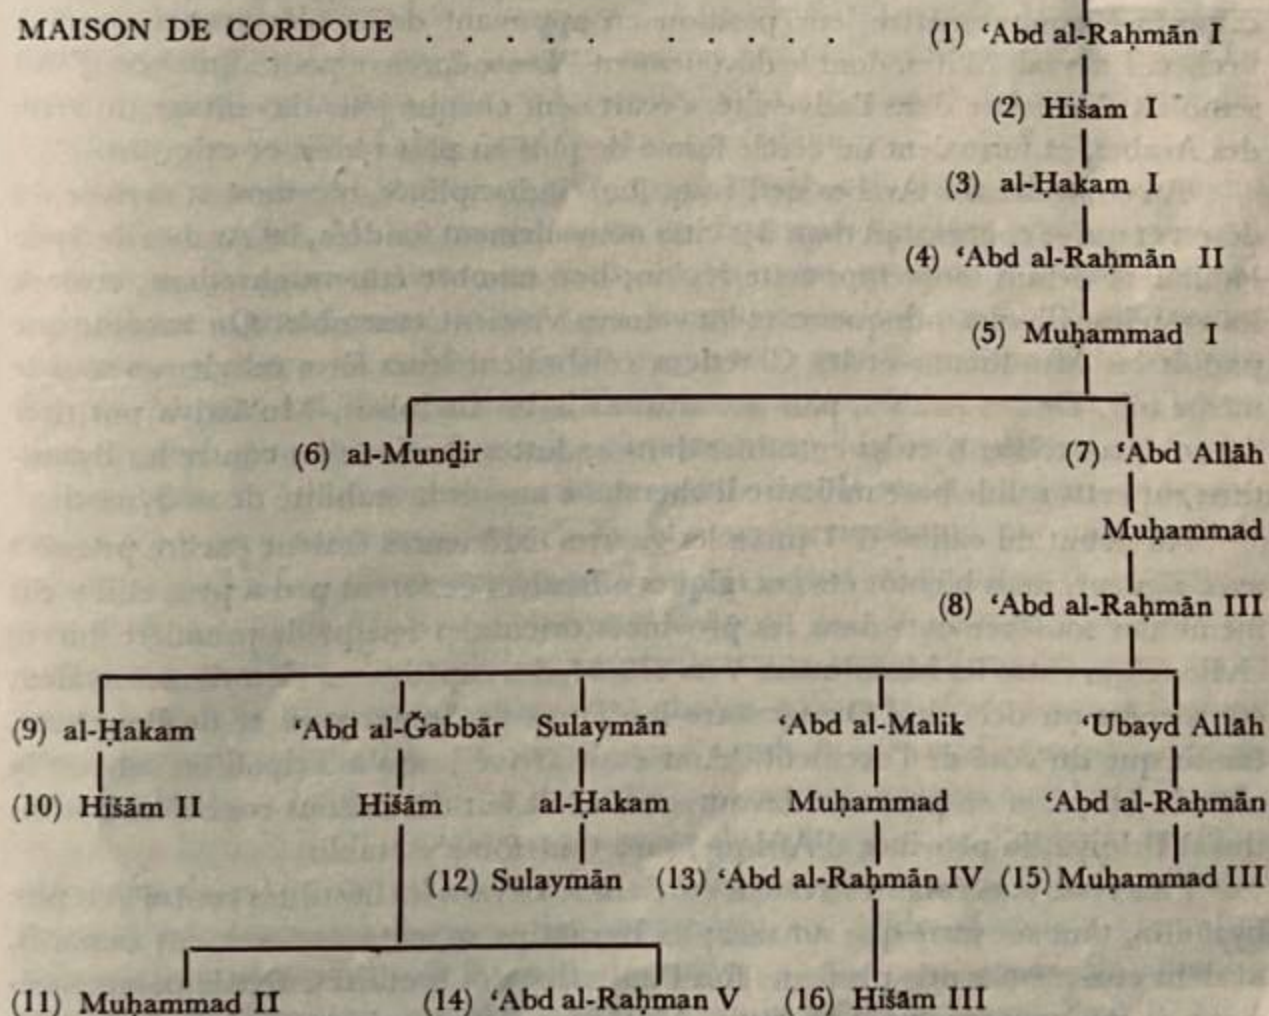 MAISON DE CORDOUE . . . . . . . . . . . (1) ‘Abd al-Raḥmān I
(2) Hišam I
(3) al-Ḥakam I
(4) ‘Abd al-Raḥmān II
(5) Muḥammad I
(6) al-Munḏir (7) ‘Abd Allāh
Muḥammad
(8) ‘Abd al-Raḥmān III
(9) al-Ḥakam ‘Abd al-Ǧabbār Sulaymān ‘Abd al-Malik ‘Ubayd Allāh
(10) Hišām II Hišām al-Ḥakam Muḥammad ‘Abd al-Raḥmān
(12) Sulaymān (13) ‘Abd al-Raḥmān IV (15) Muḥammad III
(11) Muḥammad II (14) ‘Abd al-Raḥman V (16) Hišām III